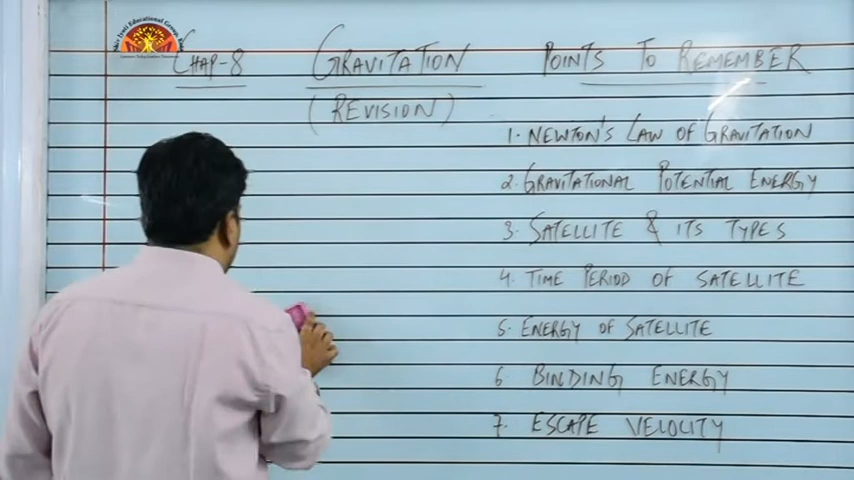 CHAP-8 GRAVITATION POINTS TO REMEMBER
(REVISION)
1. NEWTON'S LAW OF GRAVITATION
2. GRAVITATIONAL POTENTIAL ENERGY
3. SATELLITE & ITS TYPES
4. TIME PERIOD OF SATELLITE
5. ENERGY OF SATELLITE
6 BINDING ENERGY
7. ESCAPE VELOCITY